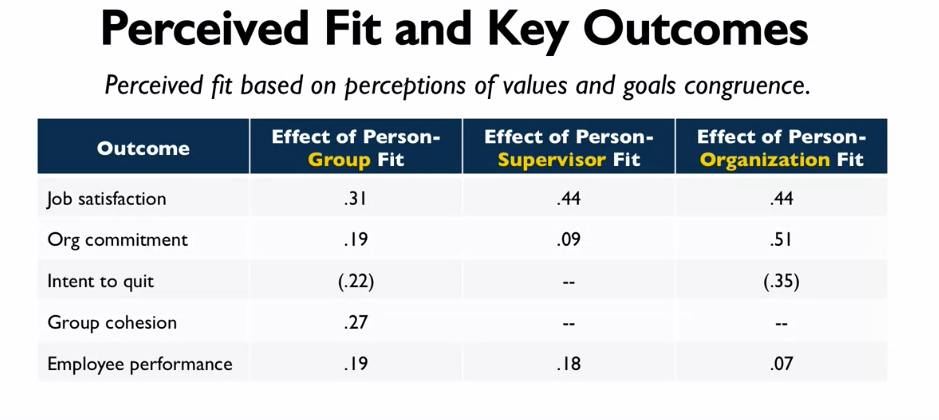 Perceived Fit and Key Outcomes
Perceived fit based on perceptions of values and goals congruence.
Outcome
Effect of Person-
Group Fit
Effect of Person-
Supervisor Fit
Effect of Person-
Organization Fit
Job satisfaction .31 .44 .44
Org commitment .19 .09 .51
Intent to quit (.22) -- (.35)
Group cohesion .27 -- --
Employee performance .19 .18 .07